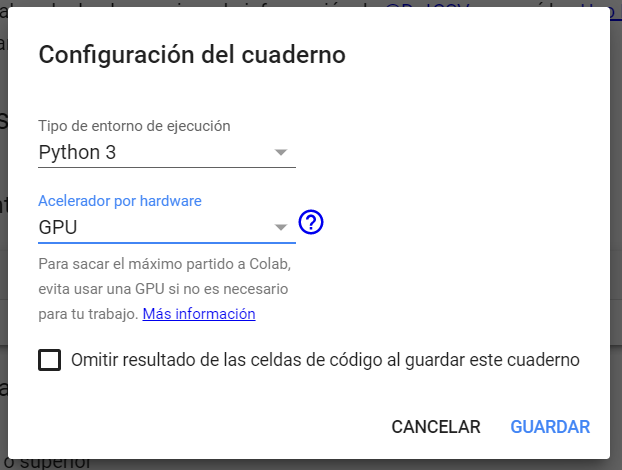 Configuración del cuaderno
Tipo de entorno de ejecución
Python 3
Acelerador por hardware
GPU
Para sacar el máximo partido a Colab,
evita usar una GPU si no es necesario
para tu trabajo. Más información
Omitir resultado de las celdas de código al guardar este cuaderno
CANCELAR GUARDAR
o superior